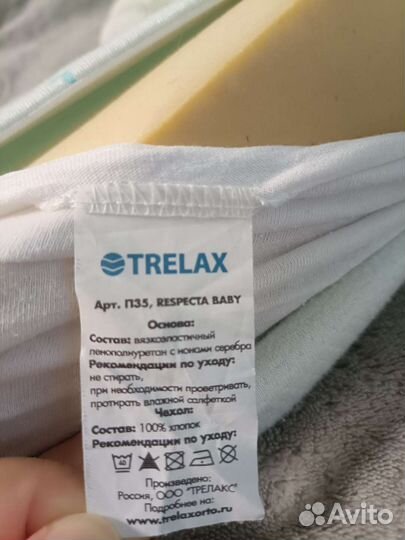 TRELAX
Арт. П35, RESPECTA BABY
Основа:
Состав: вязкоэластичный
пенополиуретан с ионами серебра
Рекомендации по уходу:
не стирать,
при необходимости проветривать,
протирать влажной салфеткой
Чехол:
Состав: 100% хлопок
Рекомендации по уходу:
40
Произведено:
Россия, ООО "ТРЕЛАКС"
Подробнее на:
www.trelaxorto.ru
Avito